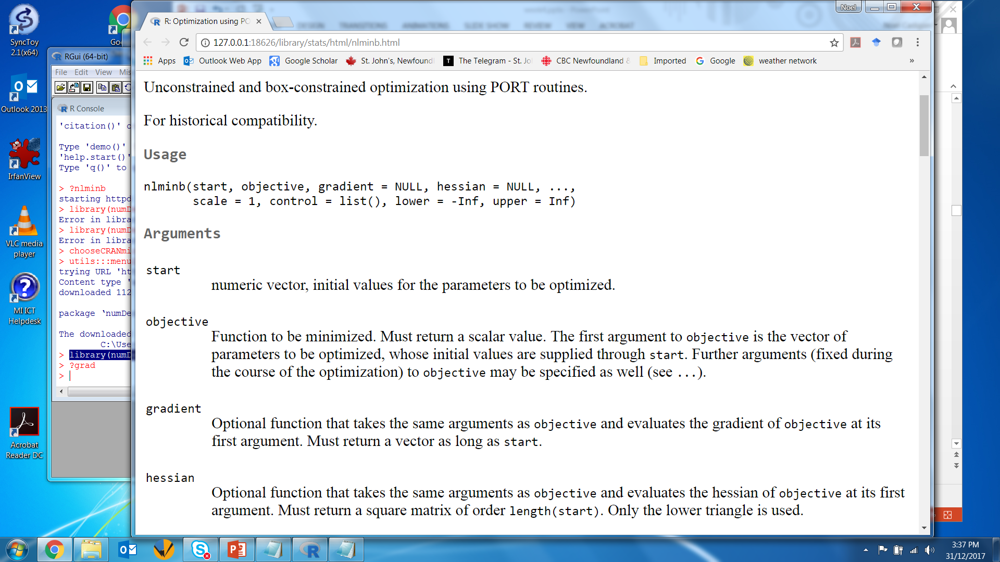 SyncToy
2.1(x64)
Outlook 2013
IrfanView
VLC media
player
MI ICT
Helpdesk
Acrobat
Reader DC
RGui (64-bit)
File Edit View
R Console
'citation()'
Type 'demo()'
'help.start()'
Type 'q()' to
> ?nlminb
starting httpd
> library(numD
Error in libra
> library(numD
Error in libra
> chooseCRANmi
> utils:::menu
trying URL 'ht
Content type '
downloaded 112
package ‘numDe
The downloaded
C:\Use
> library(numD
> ?grad
>
Noel
R: Optimization using PO
127.0.0.1:18626/library/stats/html/nlminb.html
Apps Outlook Web App Google Scholar St. John's, Newfoundl The Telegram - St. Jo CBC Newfoundland & Imported Google weather network »
Unconstrained and box-constrained optimization using PORT routines.
For historical compatibility.
Usage
nlminb(start, objective, gradient = NULL, hessian = NULL, ...,
scale = 1, control = list(), lower = -Inf, upper = Inf)
Arguments
start
numeric vector, initial values for the parameters to be optimized.
objective
Function to be minimized. Must return a scalar value. The first argument to objective is the vector of
parameters to be optimized, whose initial values are supplied through start. Further arguments (fixed during
the course of the optimization) to objective may be specified as well (see ...).
gradient
Optional function that takes the same arguments as objective and evaluates the gradient of objective at its
first argument. Must return a vector as long as start.
hessian
Optional function that takes the same arguments as objective and evaluates the hessian of objective at its first
argument. Must return a square matrix of order length(start). Only the lower triangle is used.
3:37 PM
31/12/2017